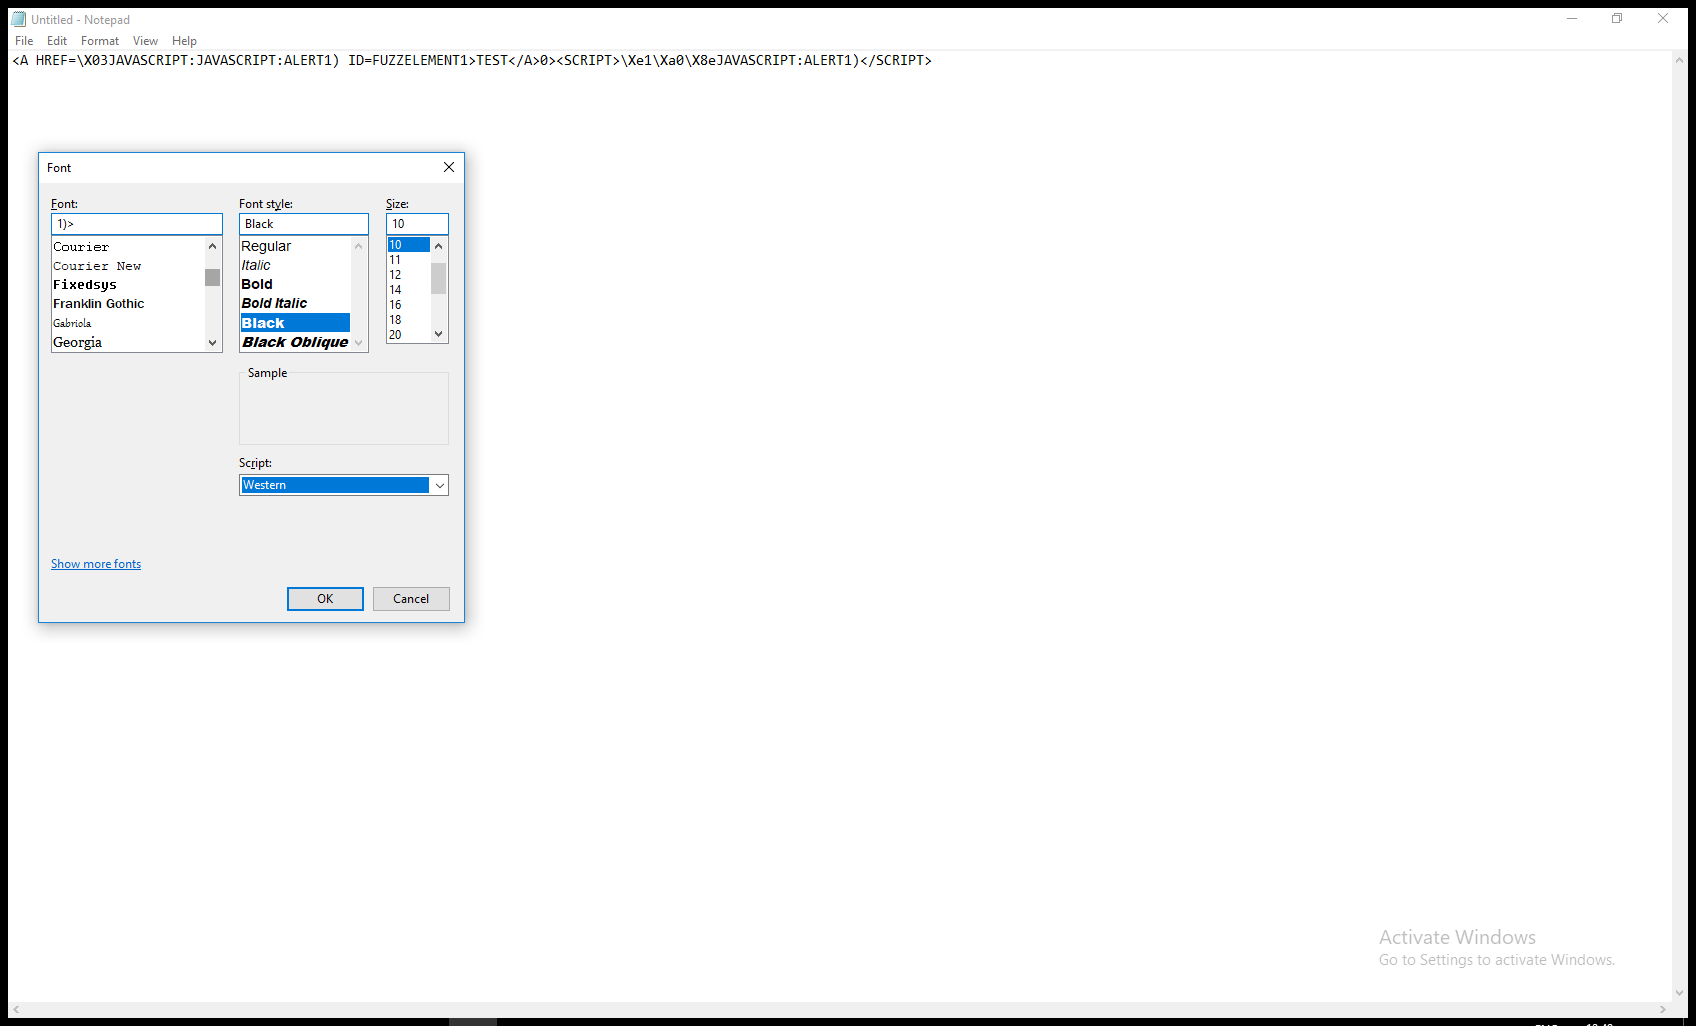 Untitled - Notepad
File Edit Format View Help
<A HREF=\X03JAVASCRIPT:JAVASCRIPT:ALERT1) ID=FUZZELEMENT1>TEST</A>0><SCRIPT>\Xe1\Xa0\X8eJAVASCRIPT:ALERT1)</SCRIPT>
Font
Font: Font style: Size:
1)> Black 10
Courier Regular 10
Courier New Italic 11
Fixedsys Bold 12
Franklin Gothic Bold Italic 14
Gabriola Black 16
Georgia Black Oblique 18
20
Sample
Script:
Western
Show more fonts
OK Cancel
Activate Windows
Go to Settings to activate Windows.